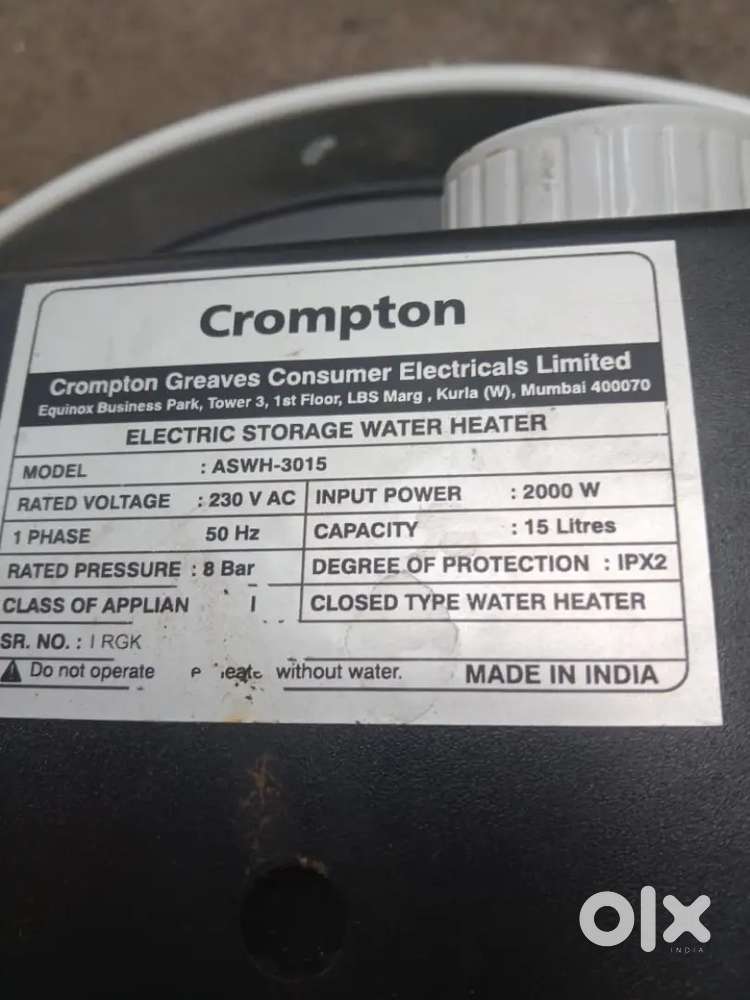 Crompton
Crompton Greaves Consumer Electricals Limited
Equinox Business Park, Tower 3, 1st Floor, LBS Marg , Kurla (W), Mumbai 400070
ELECTRIC STORAGE WATER HEATER
MODEL : ASWH-3015
RATED VOLTAGE : 230 V AC INPUT POWER : 2000 W
1 PHASE 50 Hz CAPACITY : 15 Litres
RATED PRESSURE : 8 Bar DEGREE OF PROTECTION : IPX2
CLASS OF APPLIAN I CLOSED TYPE WATER HEATER
SR. NO. : I RGK
Do not operate without water. MADE IN INDIA
olx
INDIA